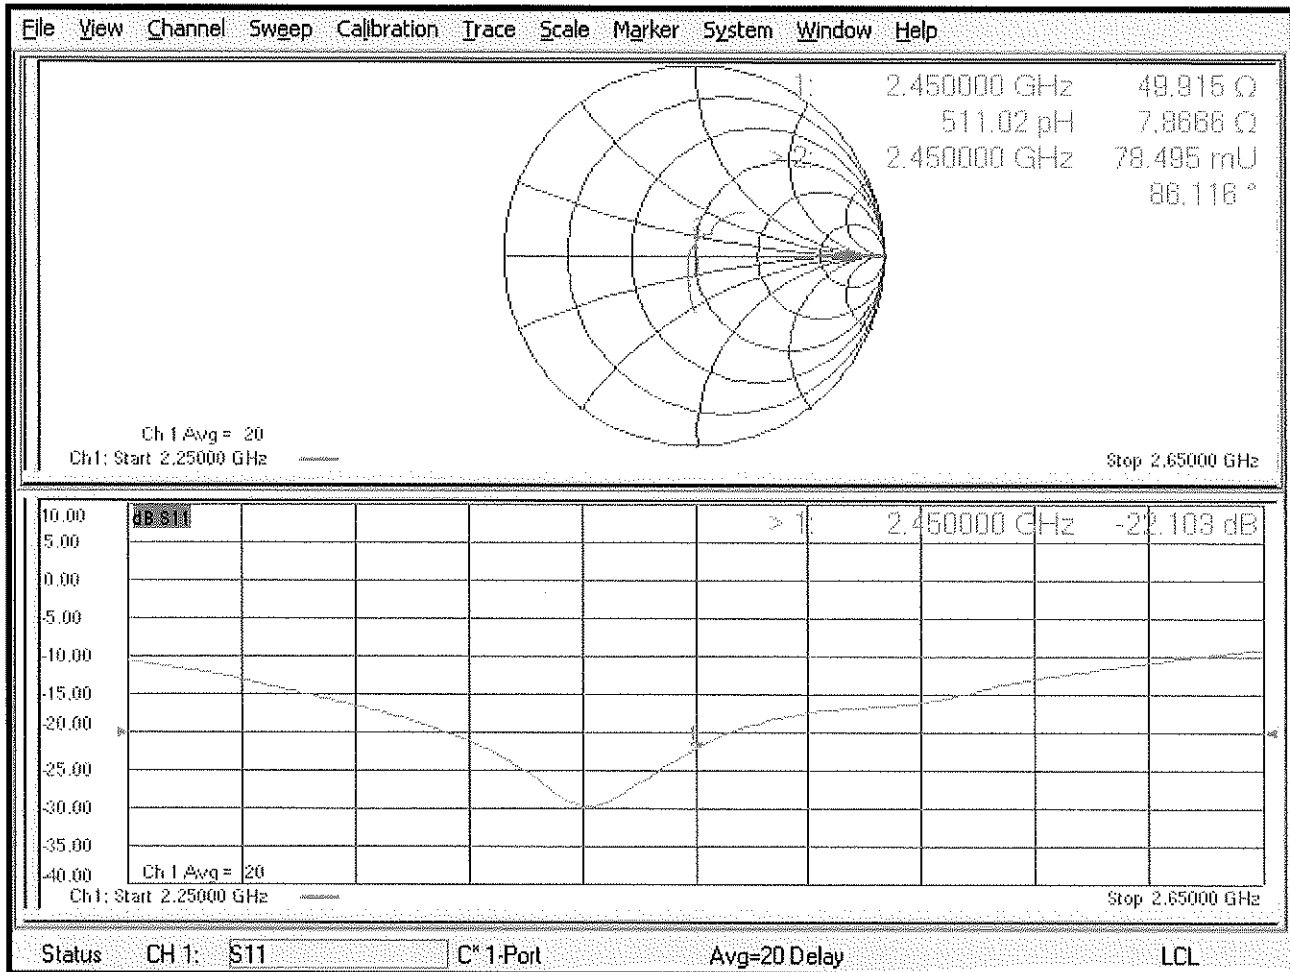 File View Channel Sweep Calibration Trace Scale Marker System Window Help
1: 2.450000 GHz 49.915 Ω
511.02 pH 7.8666 Ω
> 2: 2.450000 GHz 78.495 mU
86.116 °
Ch 1 Avg = 20
Ch1: Start 2.25000 GHz Stop 2.65000 GHz
10.00 dB S11 > 1: 2.450000 GHz -22.103 dB
5.00
0.00
-5.00
-10.00
-15.00
-20.00
-25.00
-30.00
-35.00
-40.00 Ch 1 Avg = 20
Ch1: Start 2.25000 GHz Stop 2.65000 GHz
Status CH 1: S11 C* 1-Port Avg=20 Delay LCL